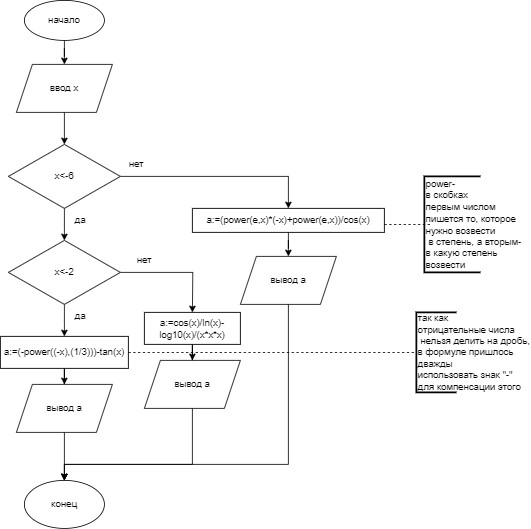 начало
ввод x
x<-6
нет
да
a:=(power(e,x)*(-x)+power(e,x))/cos(x)
power-
в скобках
первым числом
пишется то, которое
нужно возвести
в степень, а вторым-
в какую степень
возвести
x<-2
нет
да
вывод a
a:=cos(x)/ln(x)-
log10(x)/(x*x*x)
a:=(-power((-x),(1/3)))-tan(x)
так как
отрицательные числа
нельзя делить на дробь,
в формуле пришлось
дважды
использовать знак "-"
для компенсации этого
вывод a
вывод a
конец